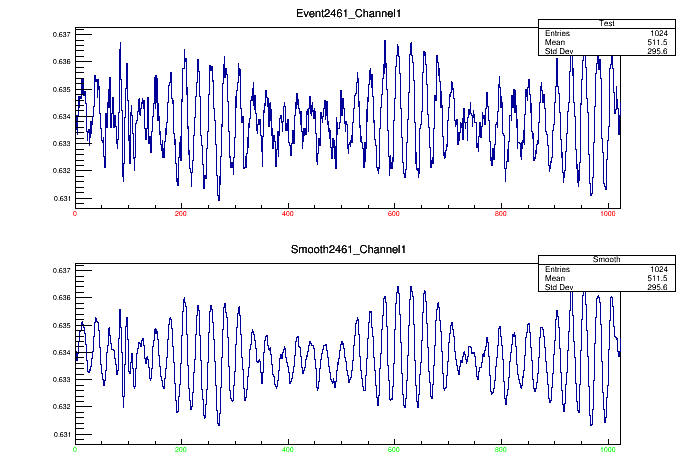 Event2461_Channel1
Test
Entries 1024
Mean 511.5
Std Dev 295.6
0.637
0.636
0.635
0.634
0.633
0.632
0.631
0 200 400 600 800 1000
Smooth2461_Channel1
Smooth
Entries 1024
Mean 511.5
Std Dev 295.6
0.637
0.636
0.635
0.634
0.633
0.632
0.631
0 200 400 600 800 1000